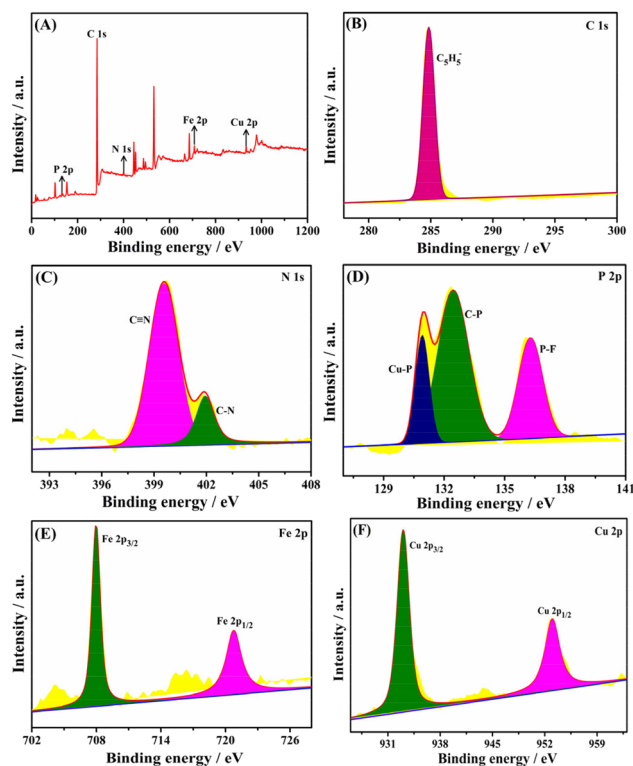 (A)
C 1s
P 2p
N 1s
Fe 2p
Cu 2p
Intensity / a.u.
0 200 400 600 800 1000 1200
Binding energy / eV
(B)
C 1s
C₅H₅⁻
Intensity / a.u.
280 285 290 295 300
Binding energy / eV
(C)
N 1s
C≡N
C-N
Intensity / a.u.
393 396 399 402 405 408
Binding energy / eV
(D)
P 2p
C-P
Cu-P
P-F
Intensity / a.u.
129 132 135 138 141
Binding energy / eV
(E)
Fe 2p₃/₂
Fe 2p
Fe 2p₁/₂
Intensity / a.u.
702 708 714 720 726
Binding energy / eV
(F)
Cu 2p
Cu 2p₃/₂
Cu 2p₁/₂
Intensity / a.u.
931 938 945 952 959
Binding energy / eV